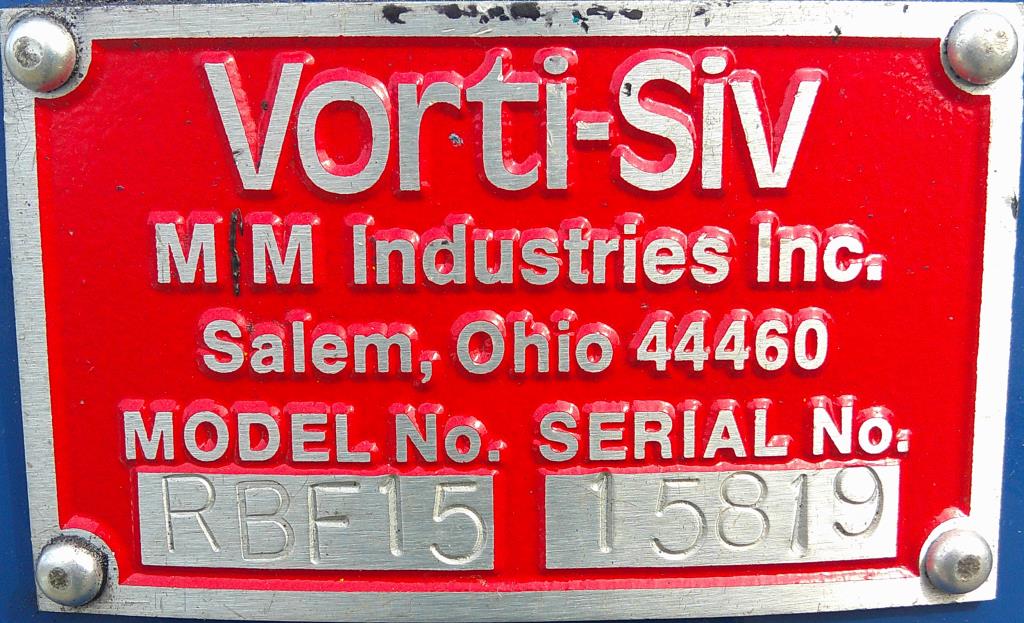 Vorti-Siv
M M Industries Inc.
Salem, Ohio 44460
MODEL No. SERIAL No.
RBF15 15819